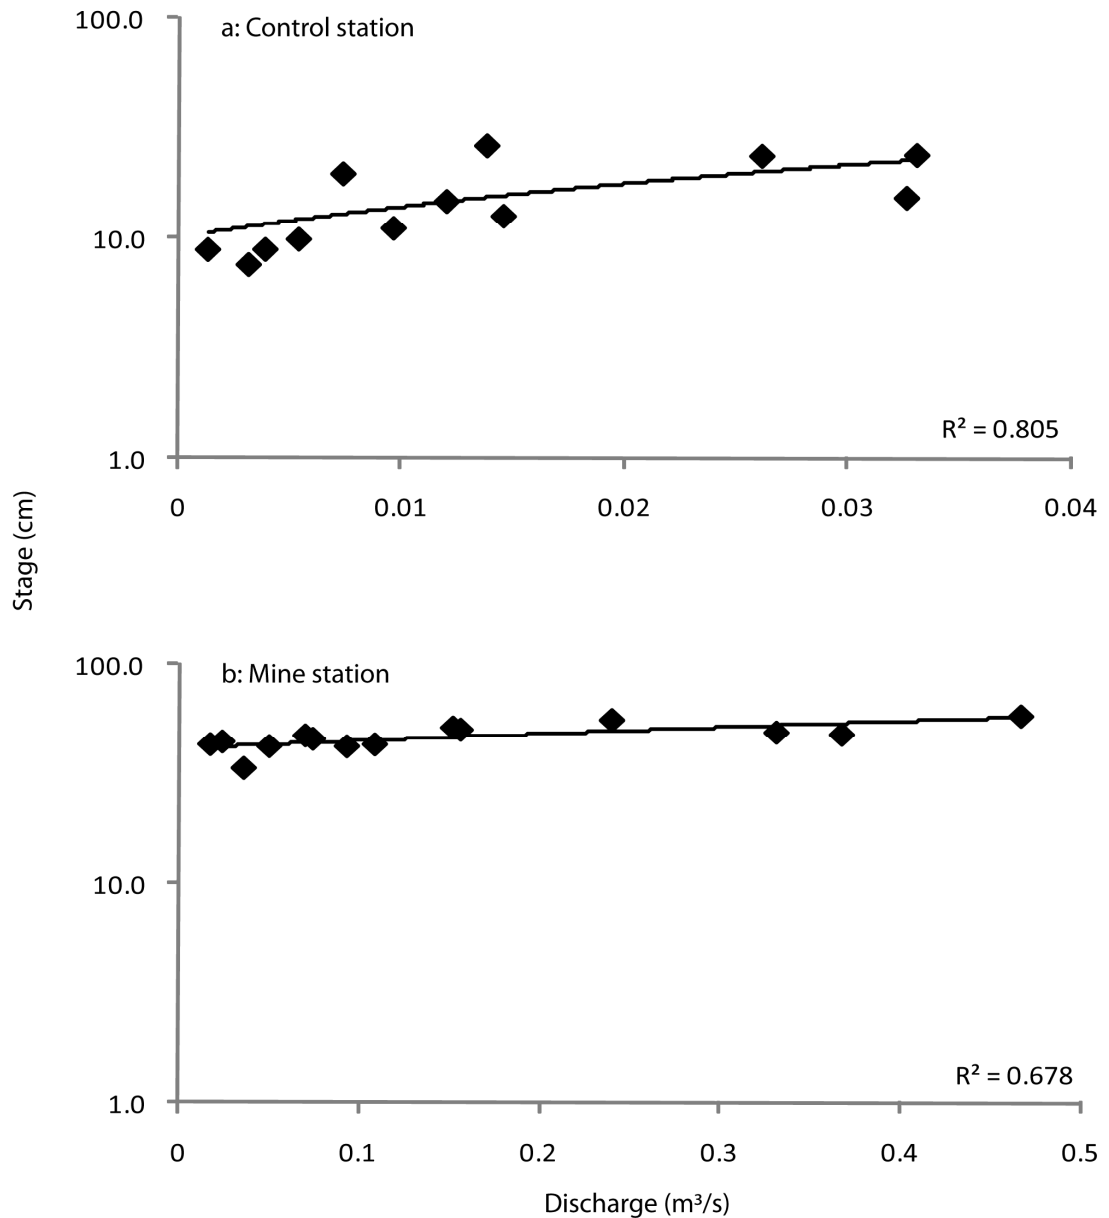 100.0
a: Control station
10.0
R² = 0.805
1.0
0 0.01 0.02 0.03 0.04
Stage (cm)
100.0
b: Mine station
10.0
R² = 0.678
1.0
0 0.1 0.2 0.3 0.4 0.5
Discharge (m³/s)